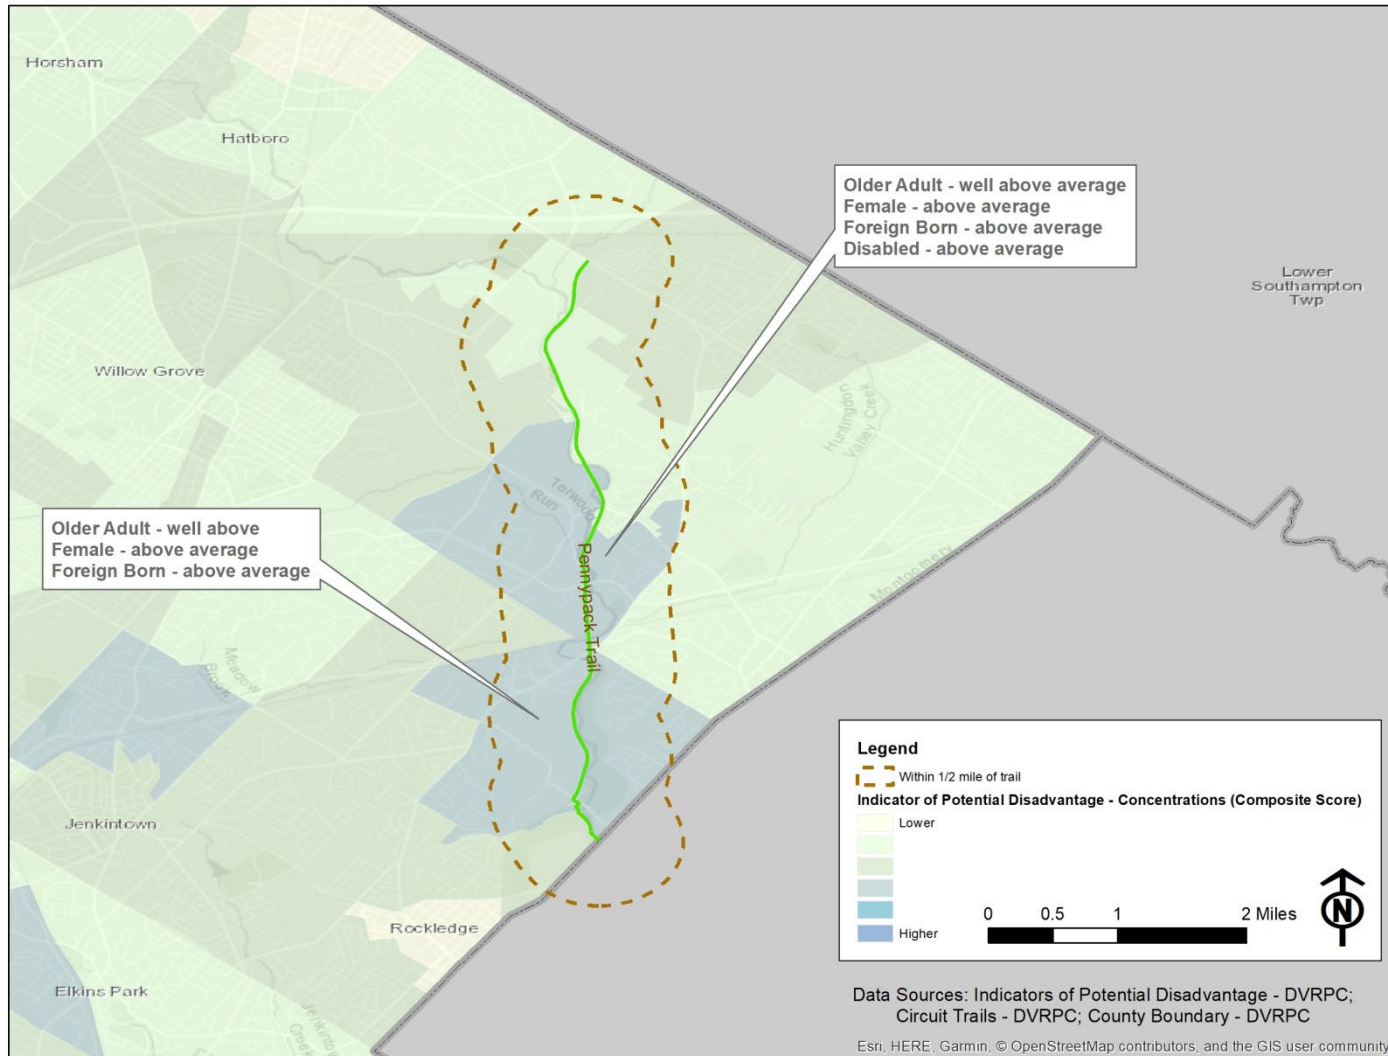 Horsham
Hatboro
Older Adult - well above average
Female - above average
Foreign Born - above average
Disabled - above average
Lower
Southampton
Twp
Willow Grove
Huntingdon
Valley Creek
Terwood
Run
Older Adult - well above
Female - above average
Foreign Born - above average
Pennypack Trail
Montgomery
Meadow
Brook
Jenkintown
Rockledge
Elkins Park
Jenkintown
Creek
Legend
Within 1/2 mile of trail
Indicator of Potential Disadvantage - Concentrations (Composite Score)
Lower
Higher
0 0.5 1 2 Miles
N
Data Sources: Indicators of Potential Disadvantage - DVRPC;
Circuit Trails - DVRPC; County Boundary - DVRPC
Esri, HERE, Garmin, © OpenStreetMap contributors, and the GIS user community